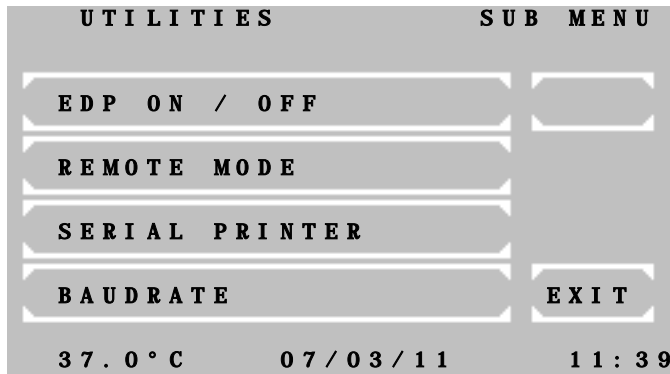 UTILITIES SUB MENU
EDP ON / OFF
REMOTE MODE
SERIAL PRINTER
BAUDRATE EXIT
37.0°C 07/03/11 11:39